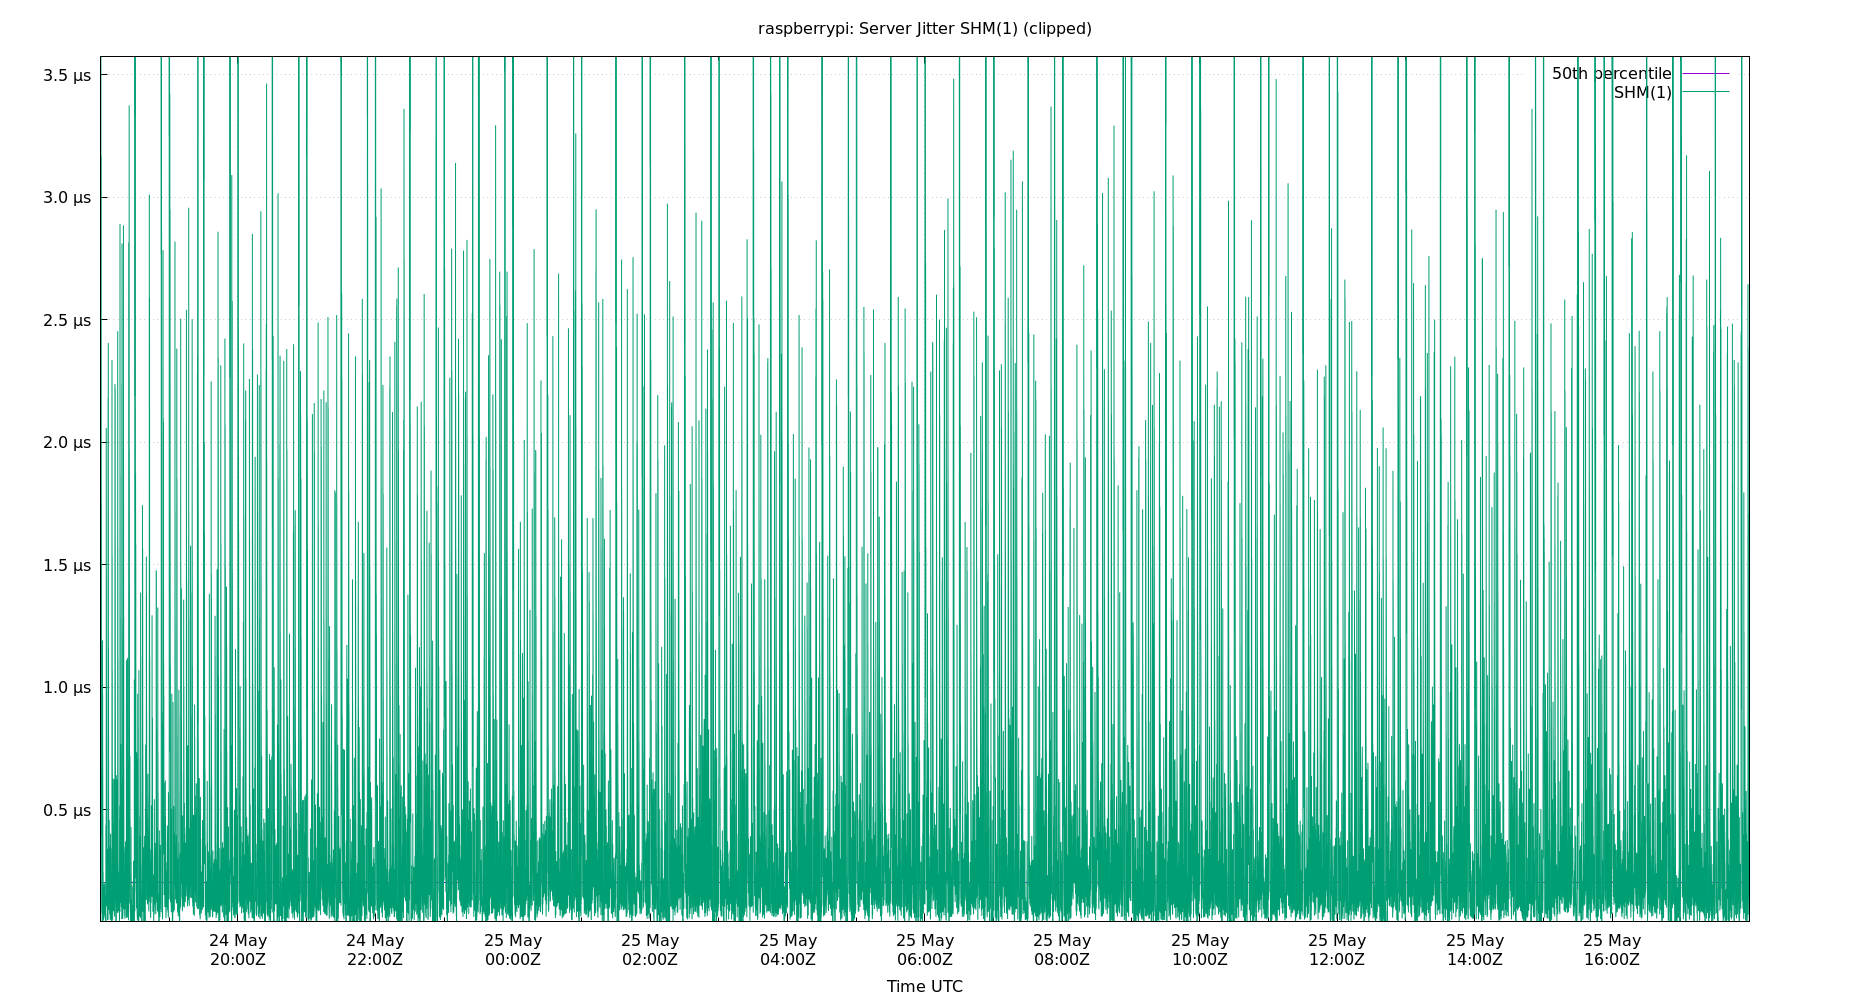 raspberrypi: Server Jitter SHM(1) (clipped)
3.5 µs
3.0 µs
2.5 µs
2.0 µs
1.5 µs
1.0 µs
0.5 µs
50th percentile
SHM(1)
24 May 24 May 25 May 25 May 25 May 25 May 25 May 25 May 25 May 25 May 25 May
20:00Z 22:00Z 00:00Z 02:00Z 04:00Z 06:00Z 08:00Z 10:00Z 12:00Z 14:00Z 16:00Z
Time UTC